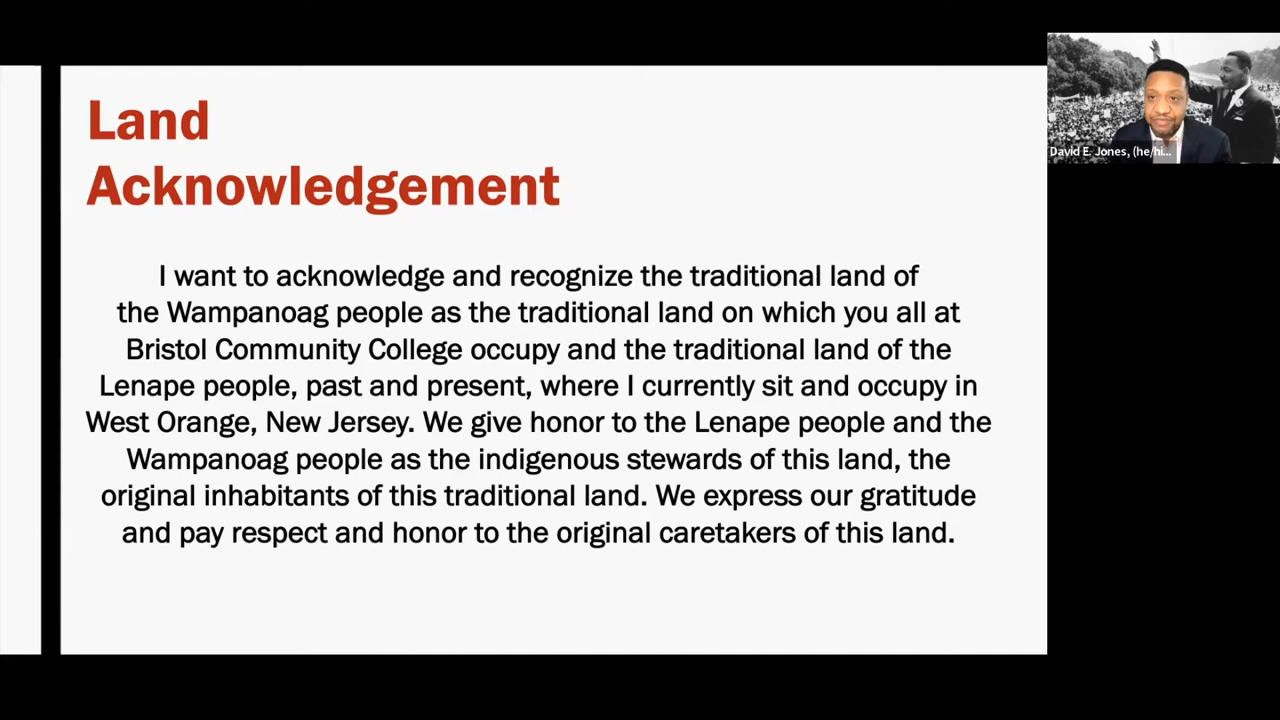 Land
Acknowledgement
I want to acknowledge and recognize the traditional land of
the Wampanoag people as the traditional land on which you all at
Bristol Community College occupy and the traditional land of the
Lenape people, past and present, where I currently sit and occupy in
West Orange, New Jersey. We give honor to the Lenape people and the
Wampanoag people as the indigenous stewards of this land, the
original inhabitants of this traditional land. We express our gratitude
and pay respect and honor to the original caretakers of this land.
David E. Jones, (he/hi...